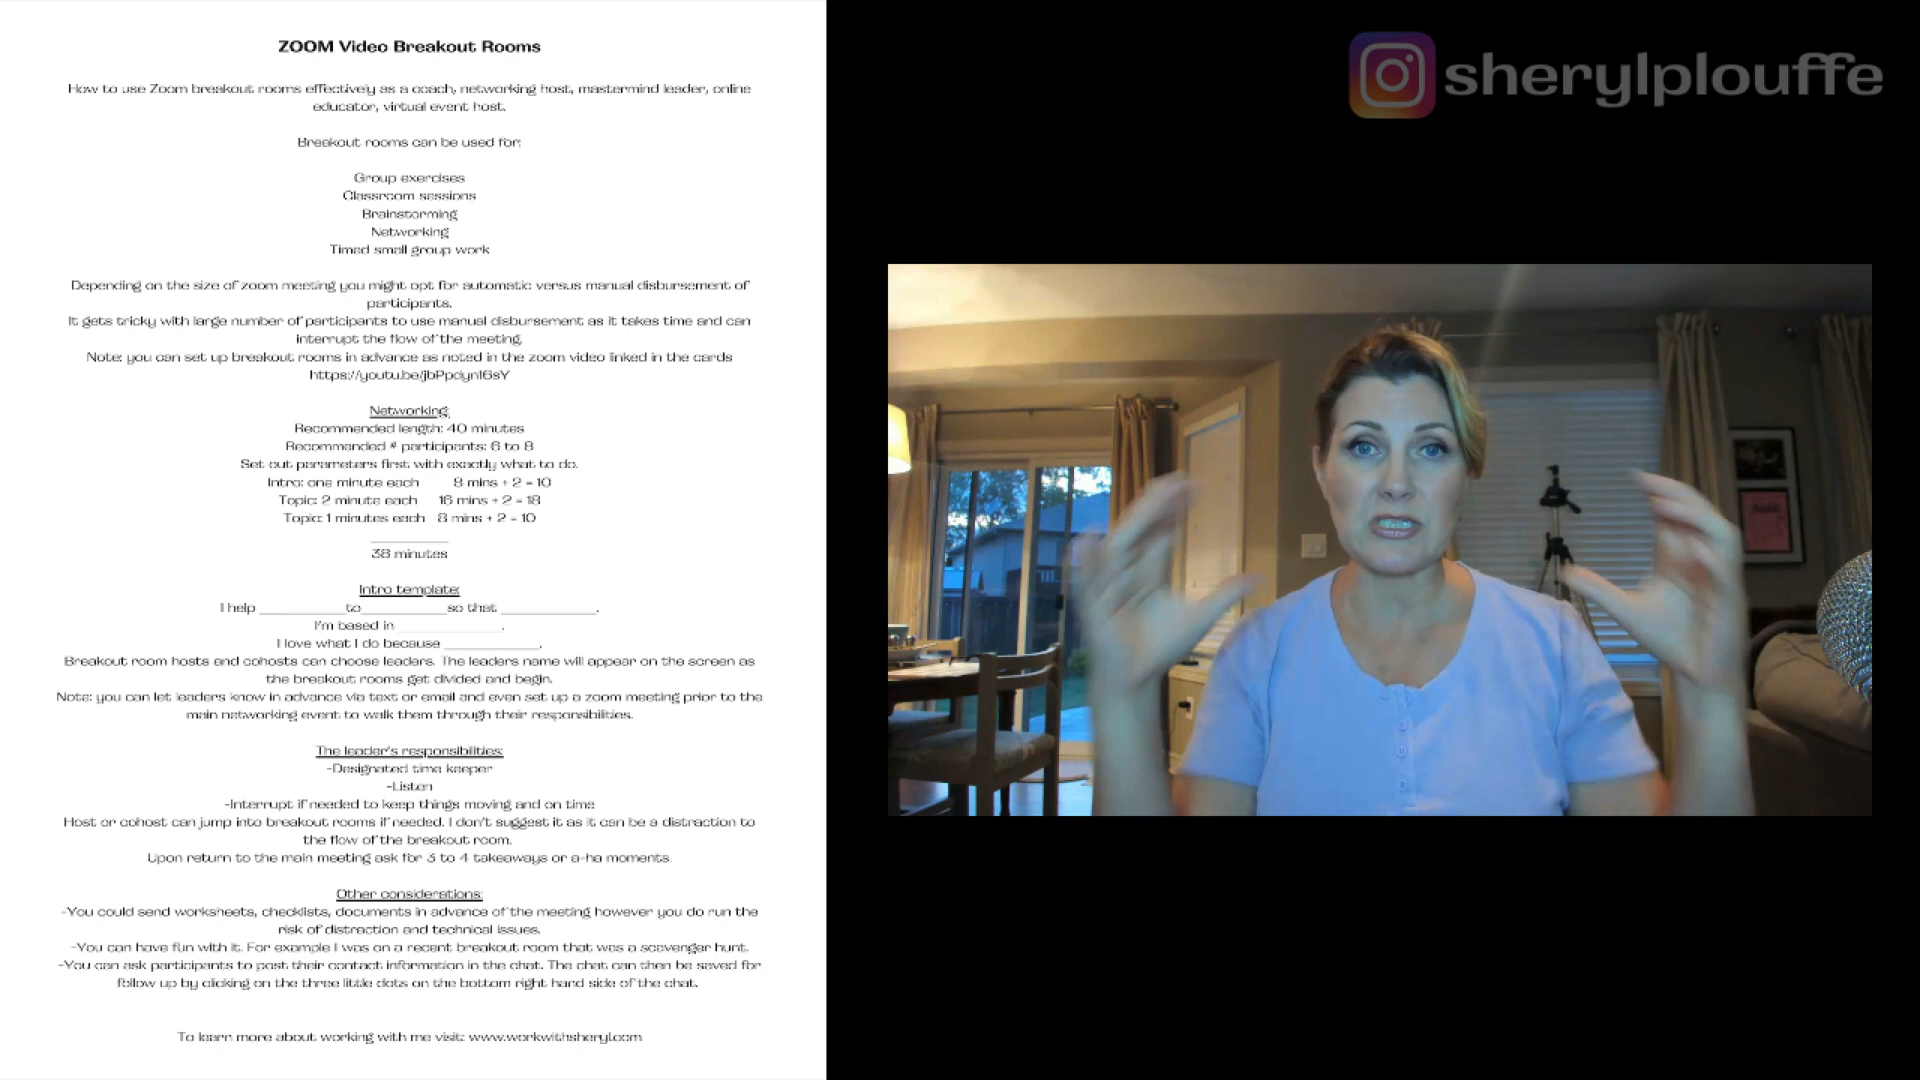 ZOOM Video Breakout Rooms
How to use Zoom breakout rooms effectively as a coach, networking host, mastermind leader, online
educator, virtual event host.
Breakout rooms can be used for:
Group exercises
Classroom sessions
Brainstorming
Networking
Timed small group work
Depending on the size of zoom meeting you might opt for automatic versus manual disbursement of
participants.
It gets tricky with large number of participants to use manual disbursement as it takes time and can
interrupt the flow of the meeting.
Note: you can set up breakout rooms in advance as noted in the zoom video linked in the cards
Networking:
Recommended length: 40 minutes
Recommended # participants: 6 to 8
Set out parameters first with exactly what to do.
Intro: one minute each 8 mins + 2 = 10
Topic: 2 minute each 16 mins + 2 = 18
Topic: 1 minutes each 8 mins + 2 = 10
38 minutes
Intro template:
I help ____________to____________so that _____________.
I'm based in ______________.
I love what I do because _____________.
Breakout room hosts and cohosts can choose leaders. The leaders name will appear on the screen as
the breakout rooms get divided and begin.
Note: you can let leaders know in advance via text or email and even set up a zoom meeting prior to the
main networking event to walk them through their responsibilities.
The leader's responsibilities:
-Designated time keeper
-Listen
-Interrupt if needed to keep things moving and on time
Host or cohost can jump into breakout rooms if needed. I don't suggest it as it can be a distraction to
the flow of the breakout room.
Upon return to the main meeting ask for 3 to 4 takeaways or a-ha moments.
Other considerations:
-You could send worksheets, checklists, documents in advance of the meeting however you do run the
risk of distraction and technical issues.
-You can have fun with it. For example I was on a recent breakout room that was a scavenger hunt.
-You can ask participants to post their contact information in the chat. The chat can then be saved for
follow up by clicking on the three little dots on the bottom right hand side of the chat.
To learn more about working with me visit: www.workwithsheryl.com
sherylplouffe